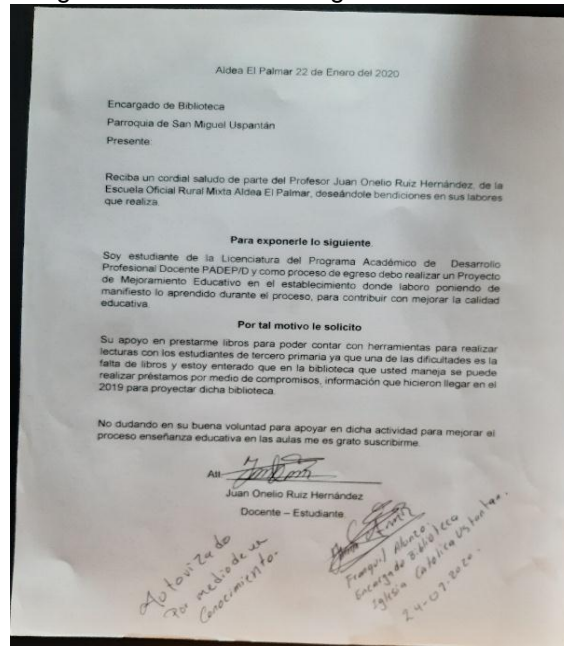 Aldea El Palmar 22 de Enero del 2020
Encargado de Biblioteca
Parroquia de San Miguel Uspantán
Presente:
Reciba un cordial saludo de parte del Profesor Juan Onelio Ruiz Hernández, de la
Escuela Oficial Rural Mixta Aldea El Palmar, deseándole bendiciones en sus labores
que realiza.
Para exponerle lo siguiente.
Soy estudiante de la Licenciatura del Programa Académico de Desarrollo
Profesional Docente PADEP/D y como proceso de egreso debo realizar un Proyecto
de Mejoramiento Educativo en el establecimiento donde laboro poniendo de
manifiesto lo aprendido durante el proceso, para contribuir con mejorar la calidad
educativa.
Por tal motivo le solicito
Su apoyo en prestarme libros para poder contar con herramientas para realizar
lecturas con los estudiantes de tercero primaria ya que una de las dificultades es la
falta de libros y estoy enterado que en la biblioteca que usted maneja se puede
realizar préstamos por medio de compromisos, información que hicieron llegar en el
2019 para proyectar dicha biblioteca.
No dudando en su buena voluntad para apoyar en dicha actividad para mejorar el
proceso enseñanza educativa en las aulas me es grato suscribirme.
Att.
Juan Onelio Ruiz Hernández
Docente – Estudiante.
Autorizado
Por medio de un
Conocimiento.
Alonzo
Encargado Biblioteca
Iglesia Católica Uspantan.
24-01-2020.